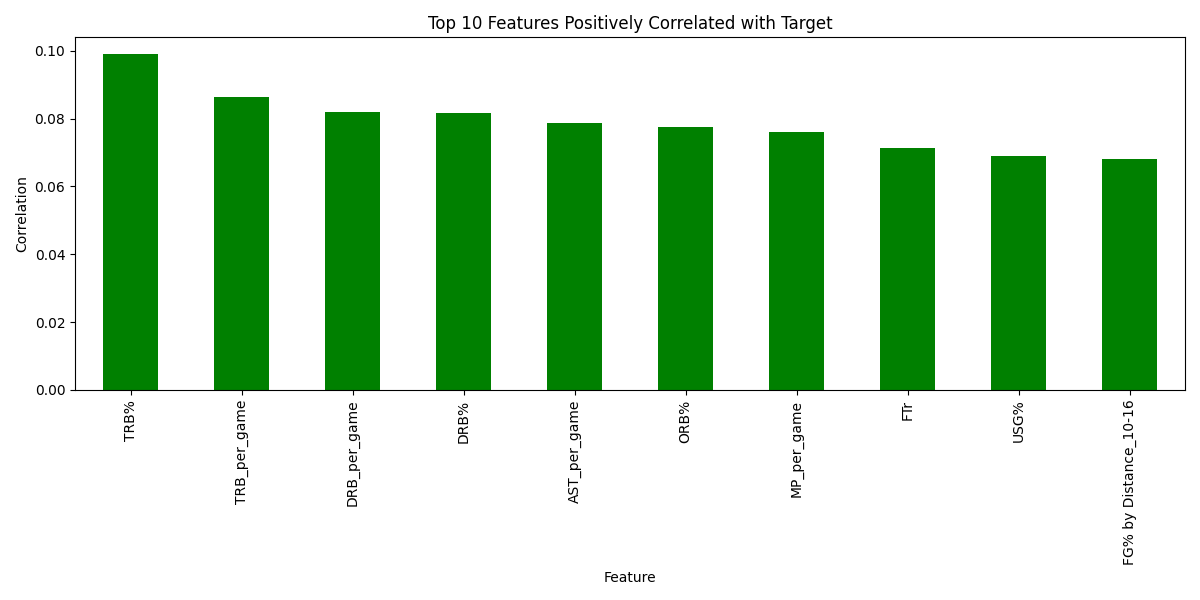 Top 10 Features Positively Correlated with Target
Correlation
0.10
0.08
0.06
0.04
0.02
0.00
TRB%
TRB_per_game
DRB_per_game
DRB%
AST_per_game
ORB%
MP_per_game
FTr
USG%
FG% by Distance_10-16
Feature